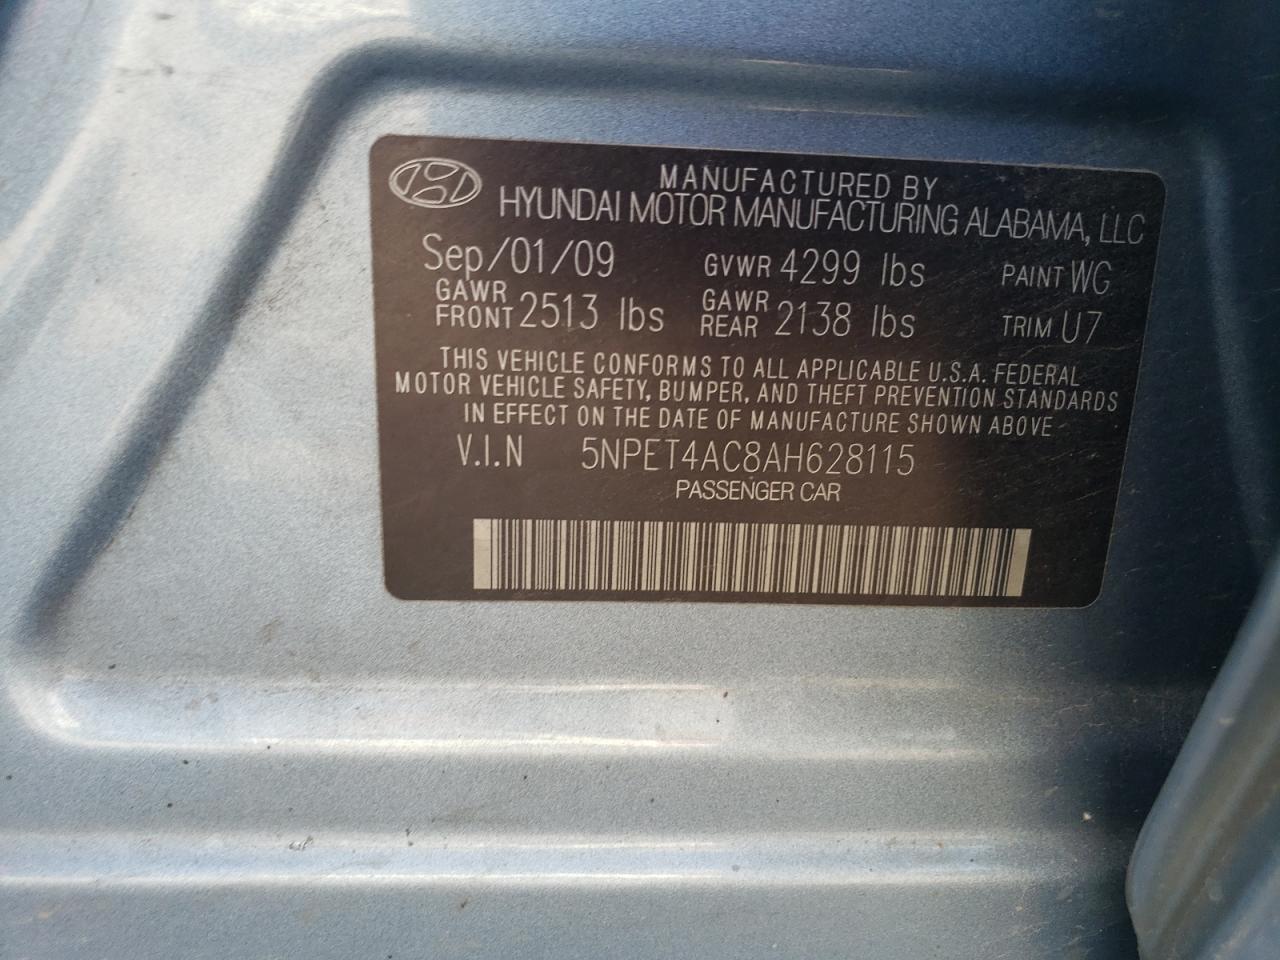 MANUFACTURED BY
HYUNDAI MOTOR MANUFACTURING ALABAMA, LLC
Sep/01/09 GVWR 4299 lbs PAINT WG
GAWR FRONT 2513 lbs GAWR REAR 2138 lbs TRIM U7
THIS VEHICLE CONFORMS TO ALL APPLICABLE U.S.A. FEDERAL
MOTOR VEHICLE SAFETY, BUMPER, AND THEFT PREVENTION STANDARDS
IN EFFECT ON THE DATE OF MANUFACTURE SHOWN ABOVE
V.I.N 5NPET4AC8AH628115
PASSENGER CAR